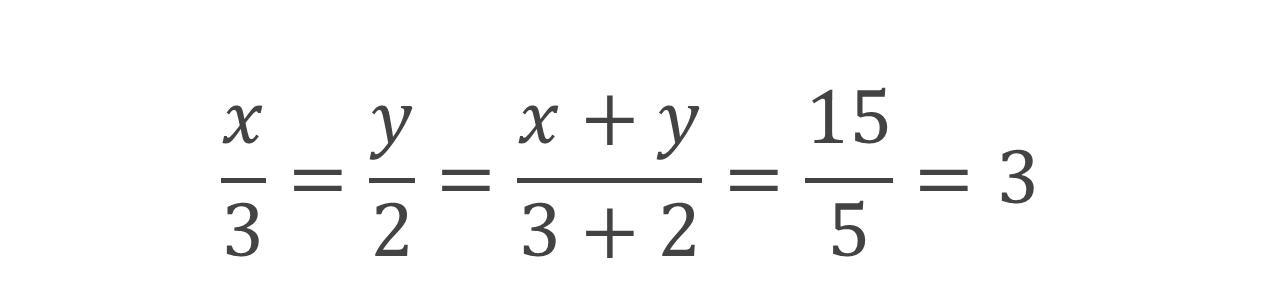 x/3 = y/2 = (x + y)/(3 + 2) = 15/5 = 3